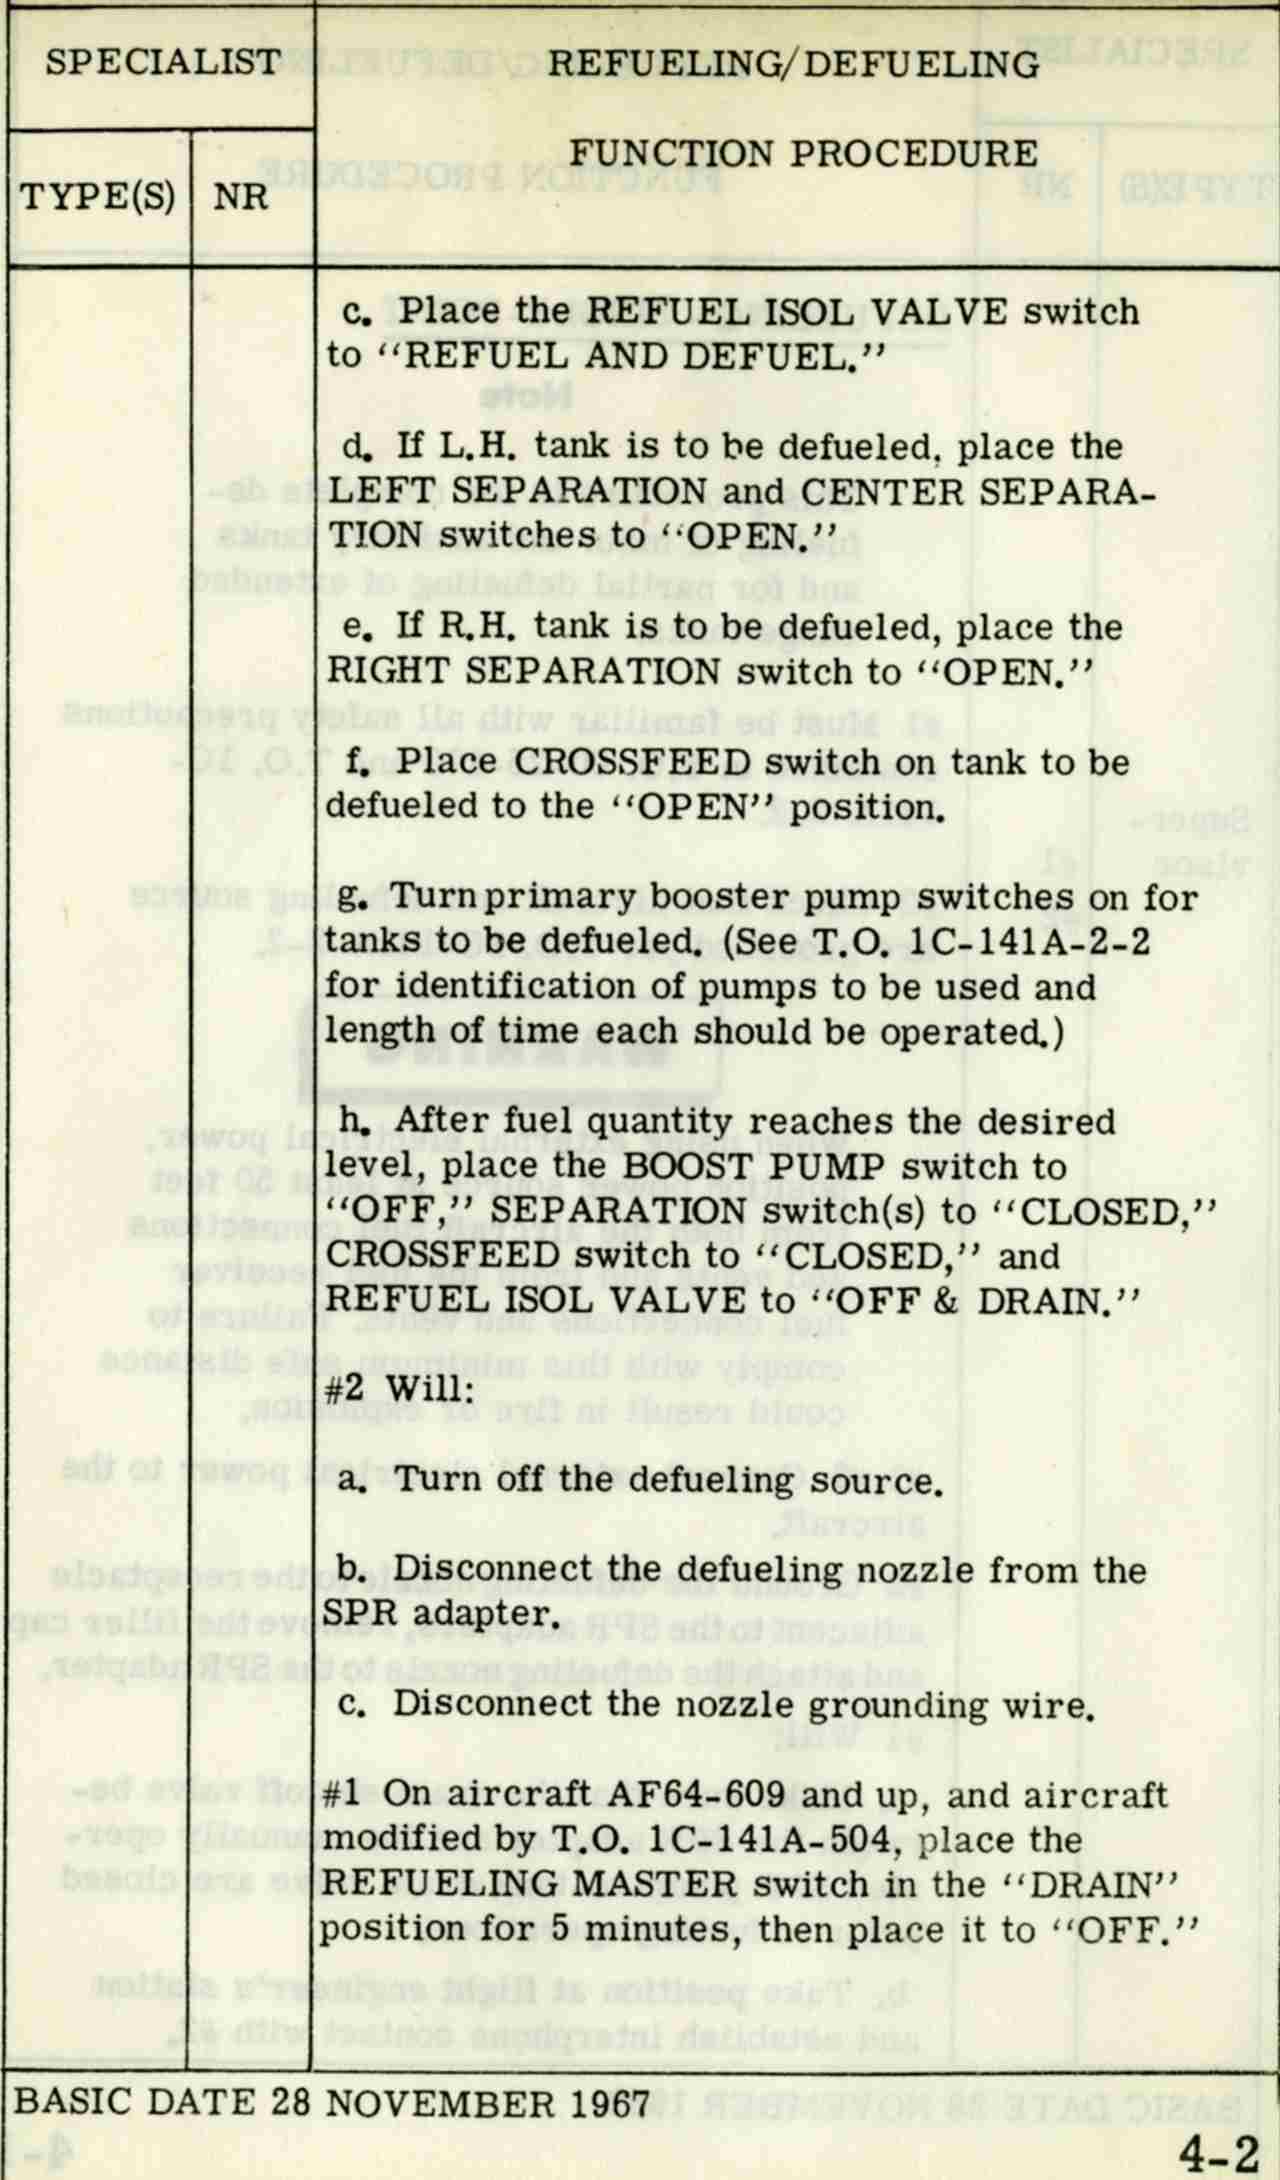 SPECIALIST
REFUELING/DEFUELING
FUNCTION PROCEDURE
TYPE(S) NR
c. Place the REFUEL ISOL VALVE switch
to "REFUEL AND DEFUEL."
d. If L.H. tank is to be defueled, place the
LEFT SEPARATION and CENTER SEPARA-
TION switches to "OPEN."
e. If R.H. tank is to be defueled, place the
RIGHT SEPARATION switch to "OPEN."
f. Place CROSSFEED switch on tank to be
defueled to the "OPEN" position.
g. Turn primary booster pump switches on for
tanks to be defueled. (See T.O. 1C-141A-2-2
for identification of pumps to be used and
length of time each should be operated.)
h. After fuel quantity reaches the desired
level, place the BOOST PUMP switch to
"OFF," SEPARATION switch(s) to "CLOSED,"
CROSSFEED switch to "CLOSED," and
REFUEL ISOL VALVE to "OFF & DRAIN."
#2 Will:
a. Turn off the defueling source.
b. Disconnect the defueling nozzle from the
SPR adapter.
c. Disconnect the nozzle grounding wire.
#1 On aircraft AF64-609 and up, and aircraft
modified by T.O. 1C-141A-504, place the
REFUELING MASTER switch in the "DRAIN"
position for 5 minutes, then place it to "OFF."
BASIC DATE 28 NOVEMBER 1967
4-2